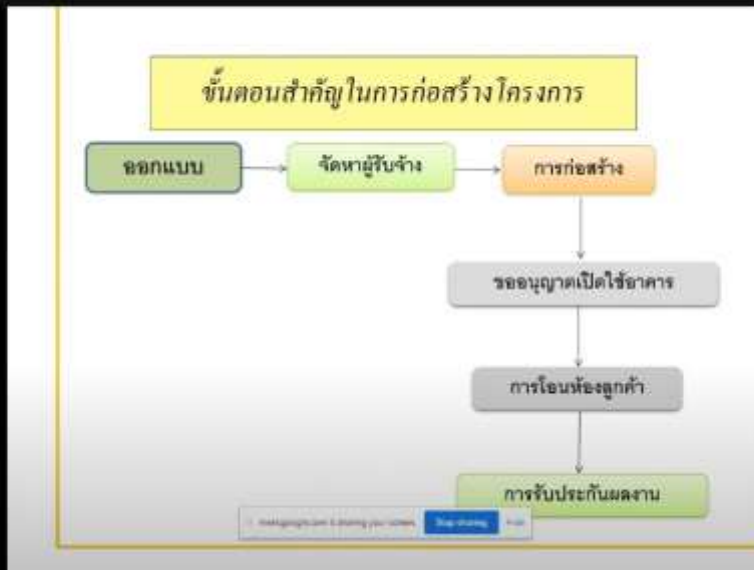 ขั้นตอนสำคัญในการก่อสร้างโครงการ
ออกแบบ
จัดหาผู้รับจ้าง
การก่อสร้าง
ขออนุญาตเปิดใช้อาคาร
การโอนห้องลูกค้า
การรับประกันผลงาน
is sharing your screen.
Stop sharing
Hide